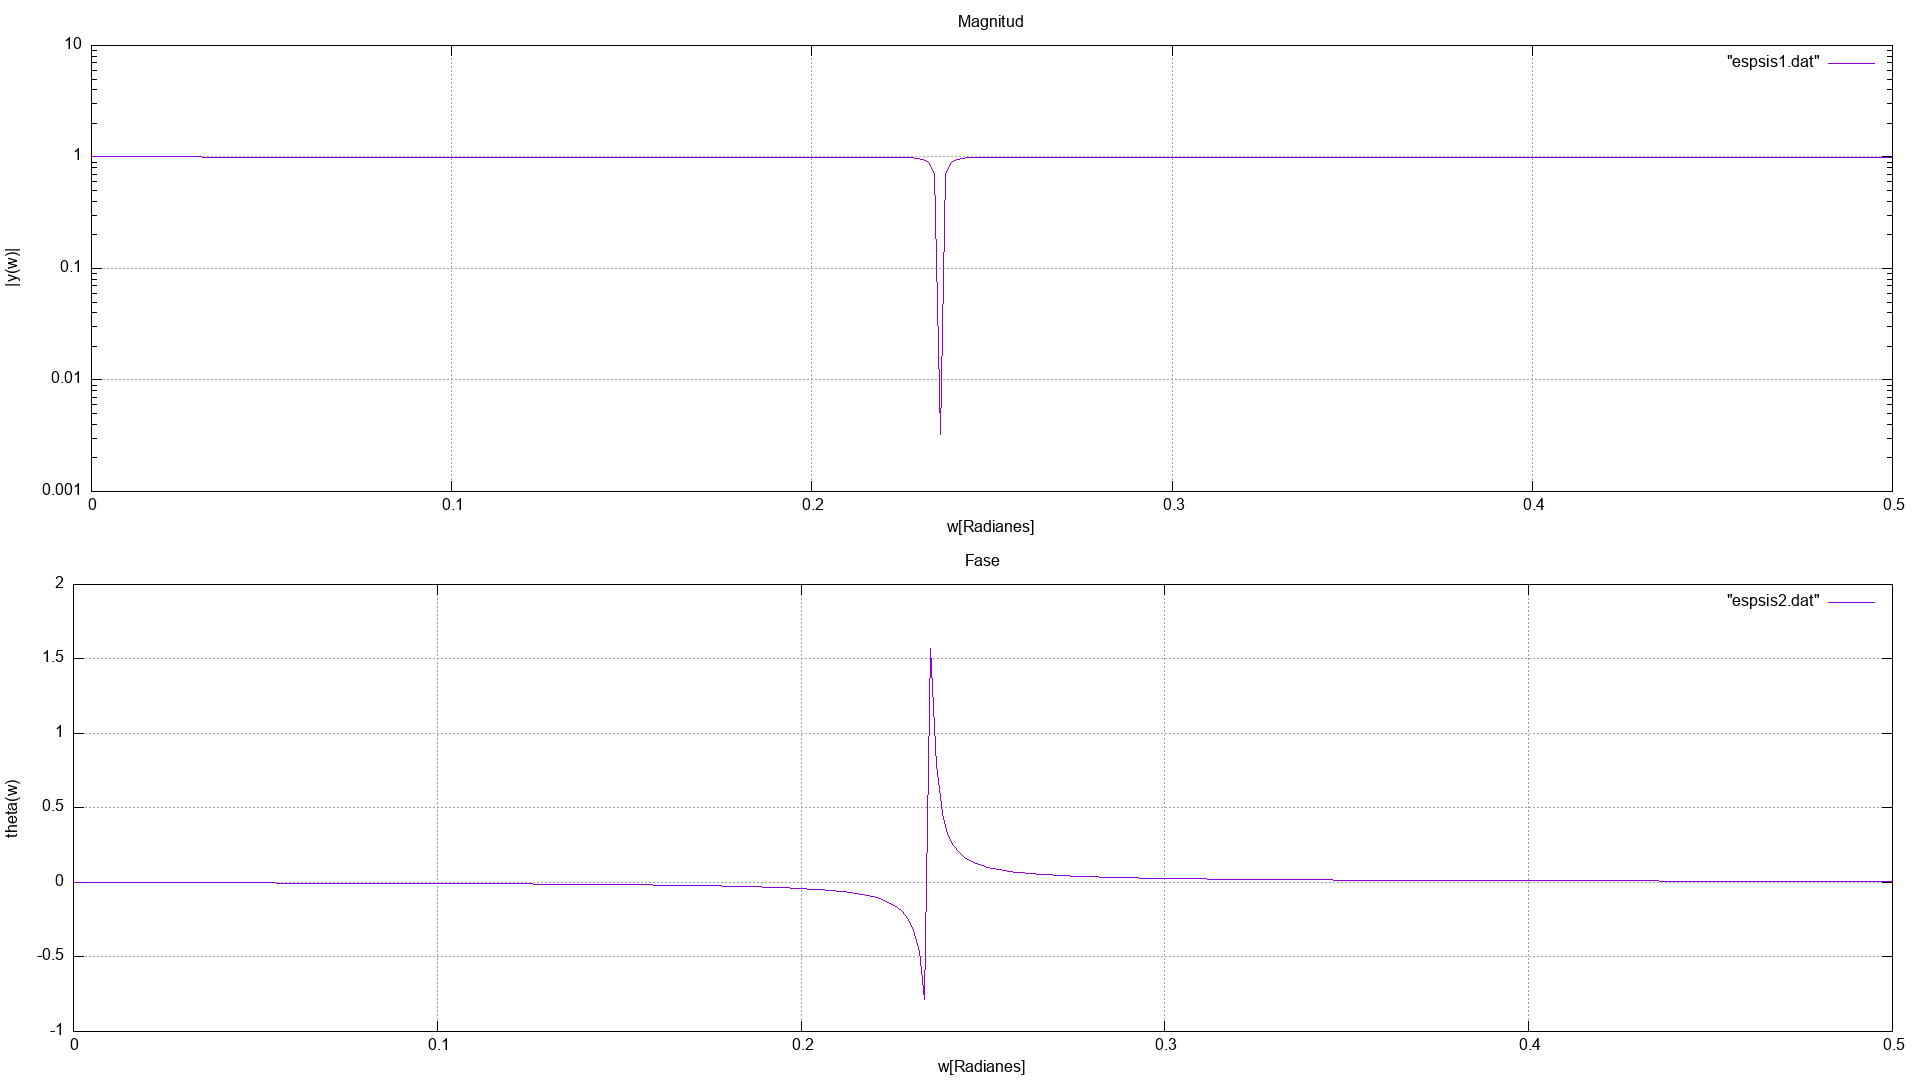 Magnitud
10
1
0.1
0.01
0.001
|y(w)|
"espsis1.dat"
0 0.1 0.2 0.3 0.4 0.5
w[Radianes]
Fase
2
1.5
1
0.5
0
-0.5
-1
theta(w)
"espsis2.dat"
0 0.1 0.2 0.3 0.4 0.5
w[Radianes]